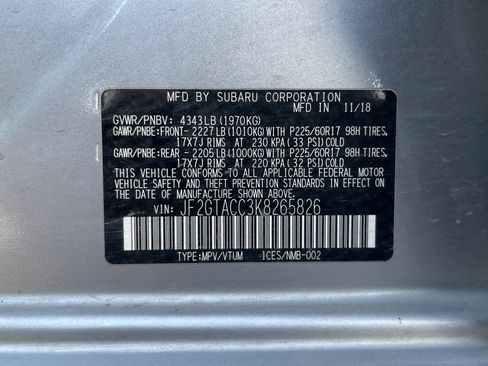 MFD BY SUBARU CORPORATION 11/18
GVWR/PNBV: 4343LB (1970KG)
GAWR/PNBE:FRONT- 2227LB (1010KG) WITH P225/60R17 98H TIRES,
17X7J RIMS AT 230 KPA ( 33 PSI) COLD
GAWR/PNBE:REAR - 2205LB (1000KG) WITH P225/60R17 98H TIRES,
17X7J RIMS AT 220 KPA ( 32 PSI) COLD
THIS VEHICLE CONFORMS TO ALL APPLICABLE FEDERAL MOTOR
VEHICLE SAFETY AND THEFT PREVENTION STANDARDS IN EFFECT
ON THE DATE OF MANUFACTURE SHOWN ABOVE.
VIN: JF2GTACC3K8265826
TYPE:MPV/VTUM ICES/NMB-002